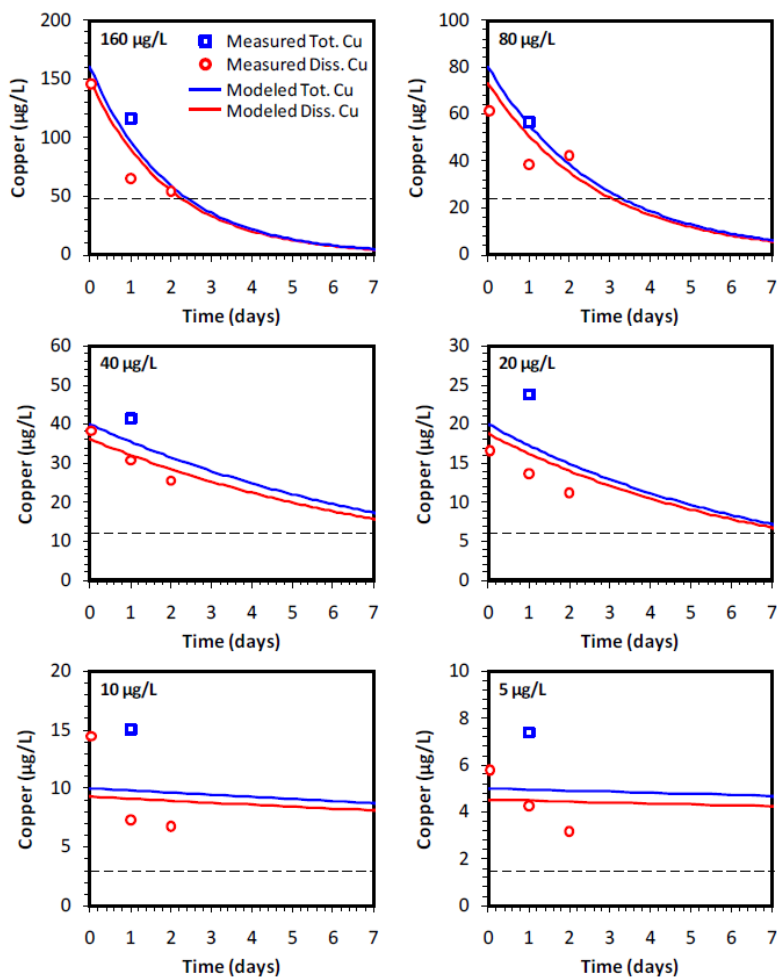 160 µg/L
Measured Tot. Cu
Measured Diss. Cu
Modeled Tot. Cu
Modeled Diss. Cu
200
150
100
50
0
Copper (µg/L)
0 1 2 3 4 5 6 7
Time (days)
80 µg/L
100
80
60
40
20
0
Copper (µg/L)
0 1 2 3 4 5 6 7
Time (days)
40 µg/L
60
50
40
30
20
10
0
Copper (µg/L)
0 1 2 3 4 5 6 7
Time (days)
20 µg/L
30
25
20
15
10
5
0
Copper (µg/L)
0 1 2 3 4 5 6 7
Time (days)
10 µg/L
20
15
10
5
0
Copper (µg/L)
0 1 2 3 4 5 6 7
Time (days)
5 µg/L
10
8
6
4
2
0
Copper (µg/L)
0 1 2 3 4 5 6 7
Time (days)